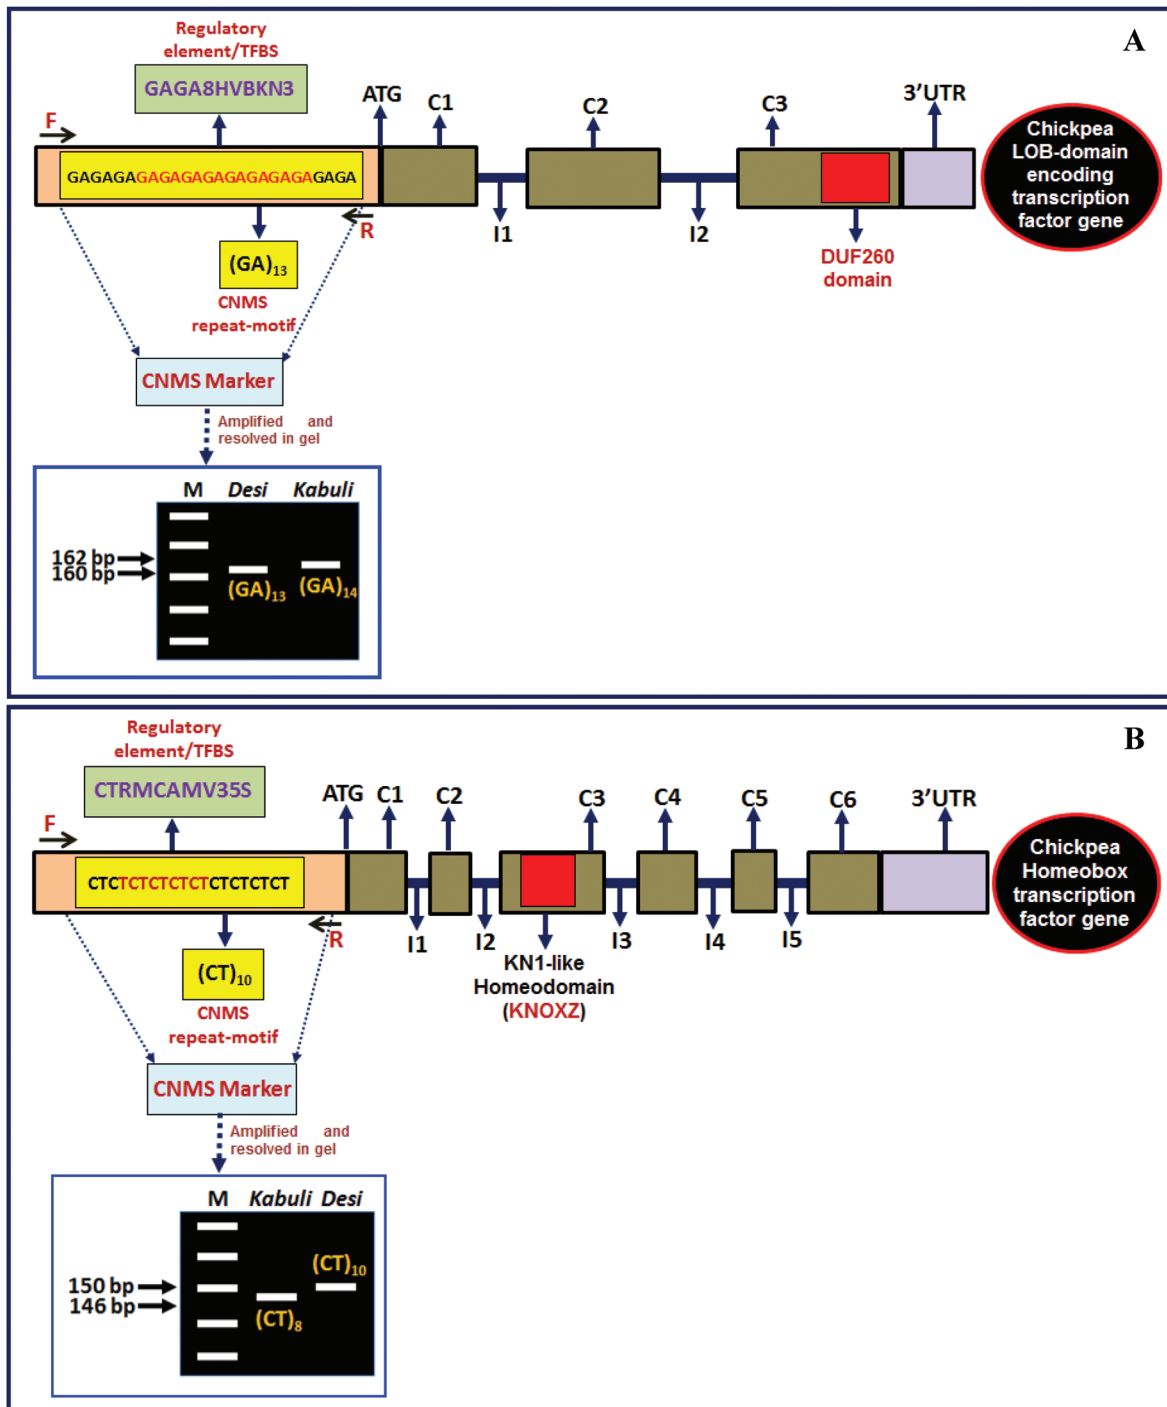 A
Regulatory
element/TFBS
GAGA8HVBKN3
F
ATG
C1
C2
C3
3'UTR
GAGAGAGAGAGAGAGAGAGAGAGAGA
R
I1
I2
DUF260
domain
Chickpea
LOB-domain
encoding
transcription
factor gene
(GA)13
CNMS
repeat-motif
CNMS Marker
Amplified and
resolved in gel
M Desi Kabuli
162 bp
160 bp
(GA)13
(GA)14
B
Regulatory
element/TFBS
CTRMCAMV35S
F
ATG
C1
C2
C3
C4
C5
C6
3'UTR
CTCTCTCTCTCTCTCTCTCT
R
I1
I2
I3
I4
I5
KN1-like
Homeodomain
(KNOXZ)
Chickpea
Homeobox
transcription
factor gene
(CT)10
CNMS
repeat-motif
CNMS Marker
Amplified and
resolved in gel
M Kabuli Desi
150 bp
146 bp
(CT)10
(CT)8